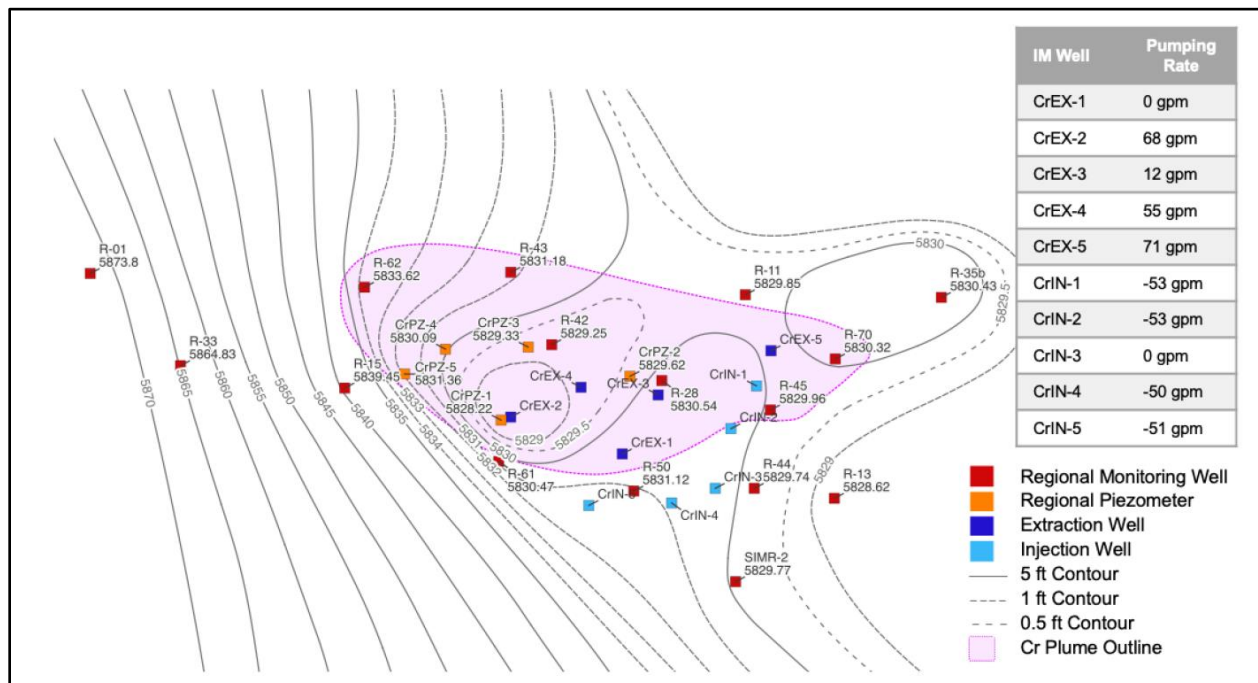 IM Well Pumping Rate
CrEX-1 0 gpm
CrEX-2 68 gpm
CrEX-3 12 gpm
CrEX-4 55 gpm
CrEX-5 71 gpm
CrIN-1 -53 gpm
CrIN-2 -53 gpm
CrIN-3 0 gpm
CrIN-4 -50 gpm
CrIN-5 -51 gpm
R-01
5873.8
R-33
5864.83
R-62
5833.62
R-43
5831.18
R-11
5829.85
5830
R-35b
5830.43
5829.5
CrPZ-4
5830.09
CrPZ-3
5829.33
R-42
5829.25
CrEX-5
R-70
5830.32
R-15
5839.45
CrPZ-5
5831.36
CrPZ-2
5829.62
CrEX-4
CrEX-3
R-28
5830.54
CrIN-1
R-45
5829.96
CrPZ-1
5828.22
CrEX-2
CrIN-2
5829
5829.5
CrEX-1
5870
5865
5860
5855
5850
5845
5840
5835
5834
5833
5832
5831
5830
R-61
5830.47
R-50
5831.12
CrIN-3
R-44
5829.74
R-13
5828.62
5829
CrIN-4
SIMR-2
5829.77
Regional Monitoring Well
Regional Piezometer
Extraction Well
Injection Well
5 ft Contour
1 ft Contour
0.5 ft Contour
Cr Plume Outline